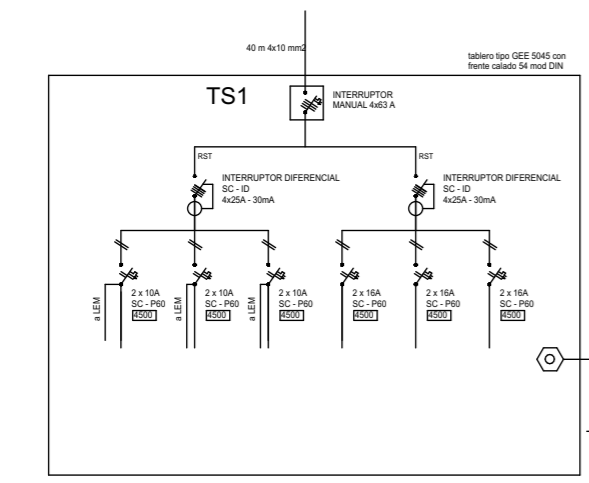 40 m 4x10 mm2
tablero tipo GEE 5045 con
frente calado 54 mod DIN
TS1
INTERRUPTOR
MANUAL 4x63 A
RST
RST
INTERRUPTOR DIFERENCIAL
SC - ID
4x25A - 30mA
INTERRUPTOR DIFERENCIAL
SC - ID
4x25A - 30mA
a LEM
2 x 10A
SC - P60
4500
a LEM
2 x 10A
SC - P60
4500
a LEM
2 x 10A
SC - P60
4500
2 x 16A
SC - P60
4500
2 x 16A
SC - P60
4500
2 x 16A
SC - P60
4500